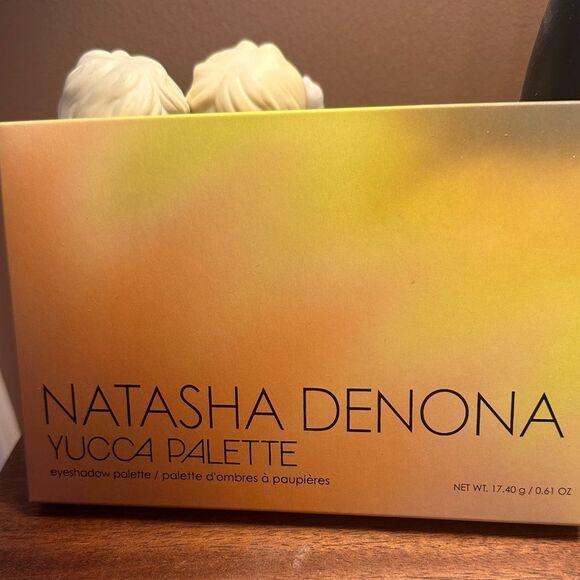 NATASHA DENONA
YUCCA PALETTE
eyeshadow palette / palette d'ombres à paupières
NET WT. 17.40 g / 0.61 OZ